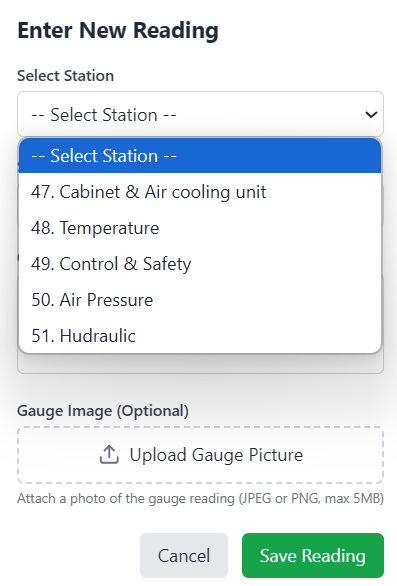 Enter New Reading
Select Station
-- Select Station --
-- Select Station --
47. Cabinet & Air cooling unit
48. Temperature
49. Control & Safety
50. Air Pressure
51. Hudraulic
Gauge Image (Optional)
Upload Gauge Picture
Attach a photo of the gauge reading (JPEG or PNG, max 5MB)
Cancel
Save Reading